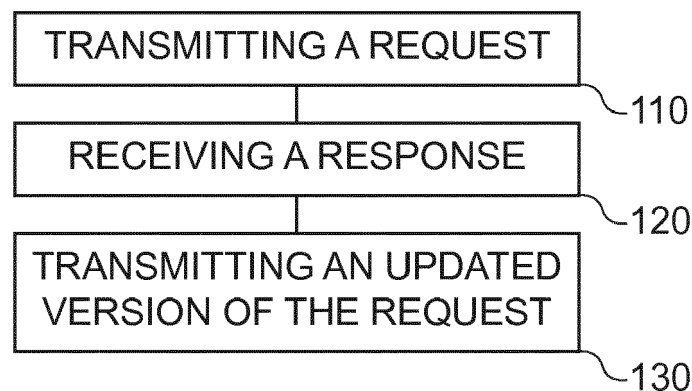 TRANSMITTING A REQUEST
110
RECEIVING A RESPONSE
120
TRANSMITTING AN UPDATED
VERSION OF THE REQUEST
130